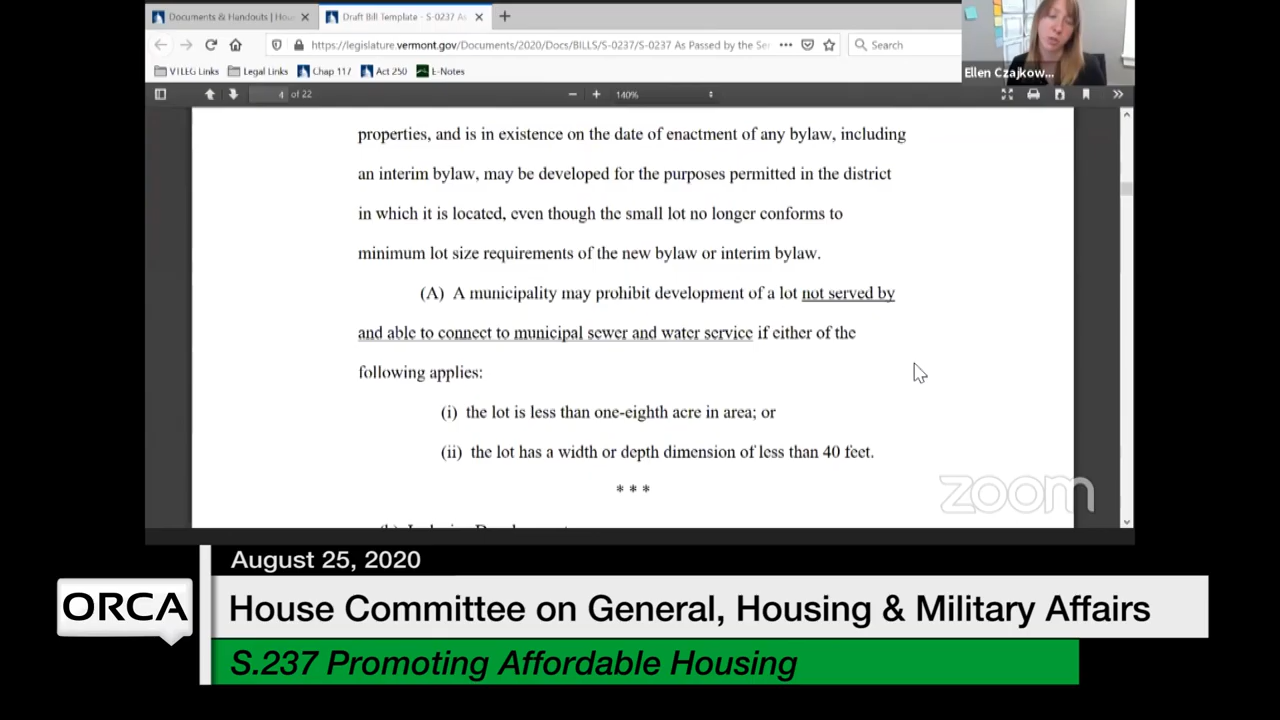 Documents & Handouts | Hou
Draft Bill Template - S-0237 As
https://legislature.vermont.gov/Documents/2020/Docs/BILLS/S-0237/S-0237 As Passed by the Se
Search
VTLEG Links
Legal Links
Chap 117
Act 250
E-Notes
Ellen Czajkow...
4 of 22
140%
properties, and is in existence on the date of enactment of any bylaw, including
an interim bylaw, may be developed for the purposes permitted in the district
in which it is located, even though the small lot no longer conforms to
minimum lot size requirements of the new bylaw or interim bylaw.
(A) A municipality may prohibit development of a lot not served by
and able to connect to municipal sewer and water service if either of the
following applies:
(i) the lot is less than one-eighth acre in area; or
(ii) the lot has a width or depth dimension of less than 40 feet.
* * *
zoom
August 25, 2020
ORCA
House Committee on General, Housing & Military Affairs
S.237 Promoting Affordable Housing